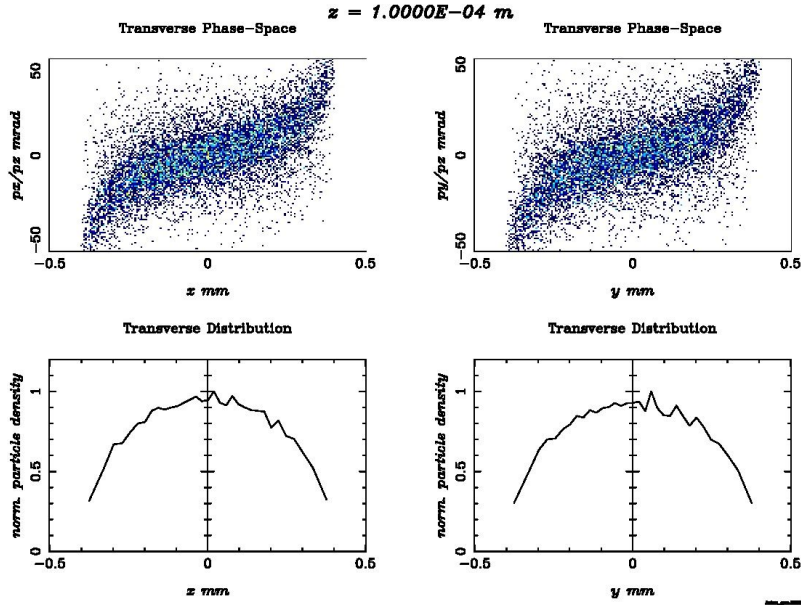 z = 1.0000E−04 m
Transverse Phase−Space
Transverse Phase−Space
50
0
−50
pz/pz mrad
−0.5 0 0.5
x mm
50
0
−50
py/pz mrad
−0.5 0 0.5
y mm
Transverse Distribution
Transverse Distribution
1
0.5
0
norm. particle density
−0.5 0 0.5
x mm
1
0.5
0
norm. particle density
−0.5 0 0.5
y mm